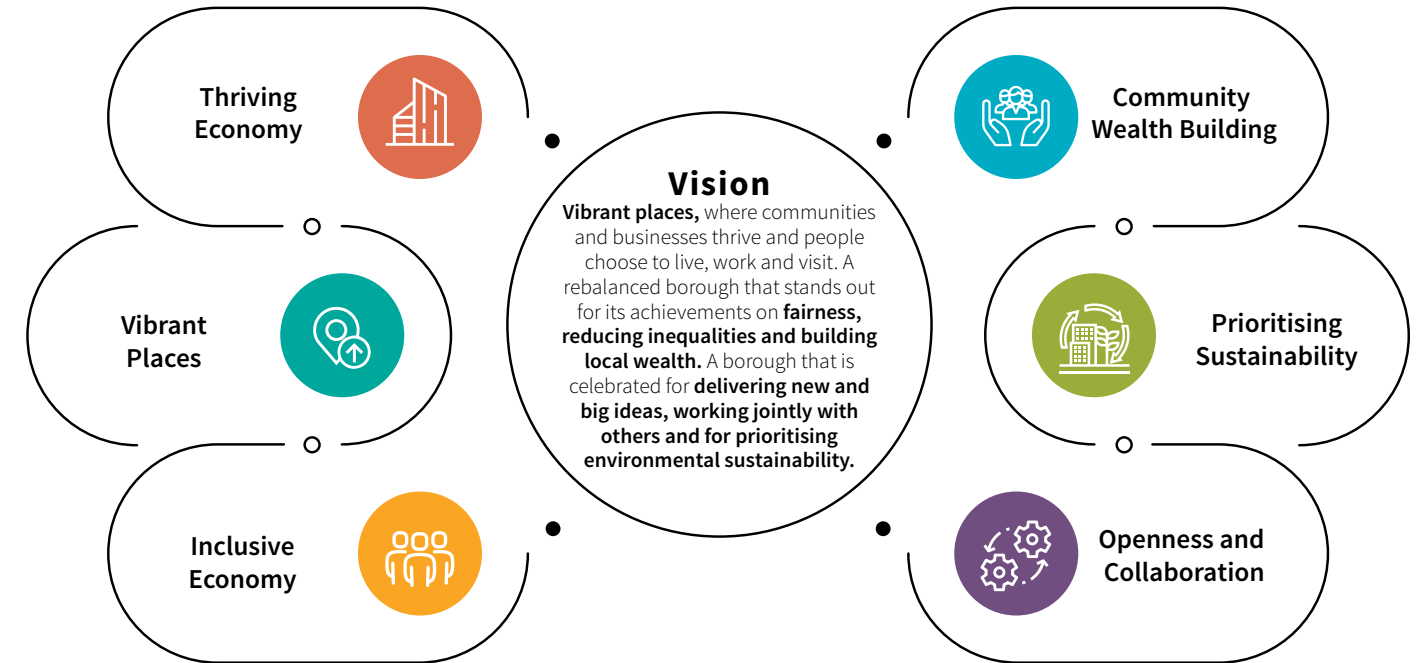 Thriving
Economy
Vibrant
Places
Inclusive
Economy
Vision
Vibrant places, where communities
and businesses thrive and people
choose to live, work and visit. A
rebalanced borough that stands out
for its achievements on fairness,
reducing inequalities and building
local wealth. A borough that is
celebrated for delivering new and
big ideas, working jointly with
others and for prioritising
environmental sustainability.
Community
Wealth Building
Prioritising
Sustainability
Openness and
Collaboration